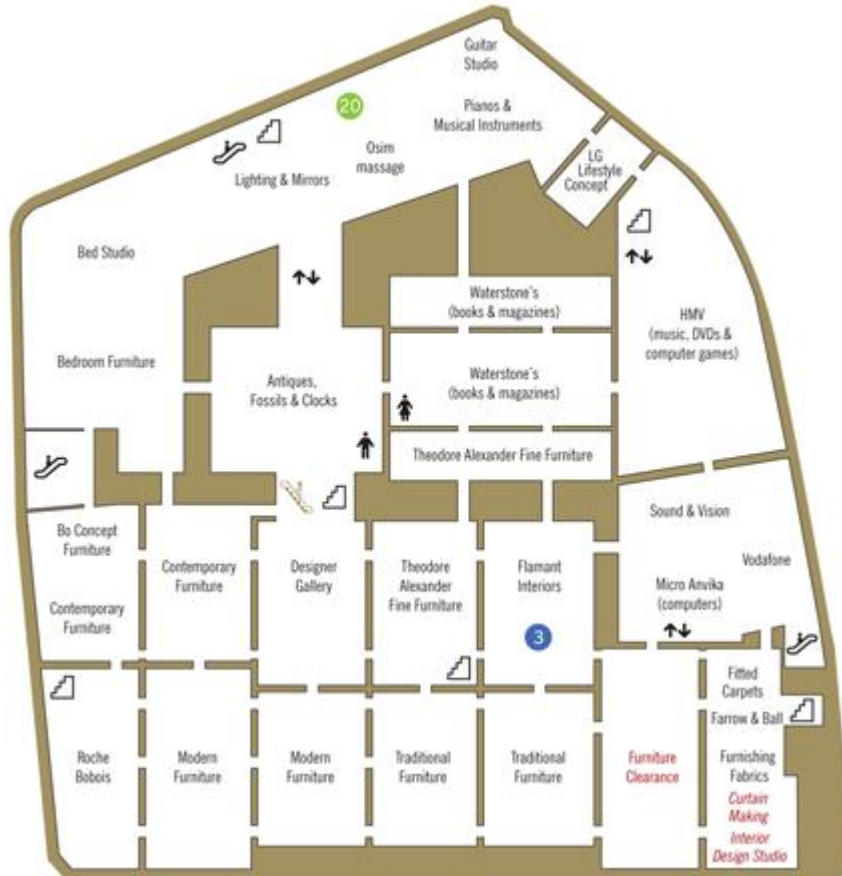 Guitar
Studio
20
Pianos &
Musical Instruments
Osim
massage
LG
Lifestyle
Concept
Lighting & Mirrors
Bed Studio
Waterstone's
(books & magazines)
HMV
(music, DVDs &
computer games)
Bedroom Furniture
Antiques,
Fossils & Clocks
Waterstone's
(books & magazines)
Theodore Alexander Fine Furniture
Bo Concept
Furniture
Contemporary
Furniture
Contemporary
Furniture
Designer
Gallery
Theodore
Alexander
Fine Furniture
Flamant
Interiors
3
Sound & Vision
Vodafone
Micro Anvika
(computers)
Fitted
Carpets
Farrow & Ball
Roche
Bobois
Modern
Furniture
Modern
Furniture
Traditional
Furniture
Traditional
Furniture
Furniture
Clearance
Furnishing
Fabrics
Curtain
Making
Interior
Design Studio